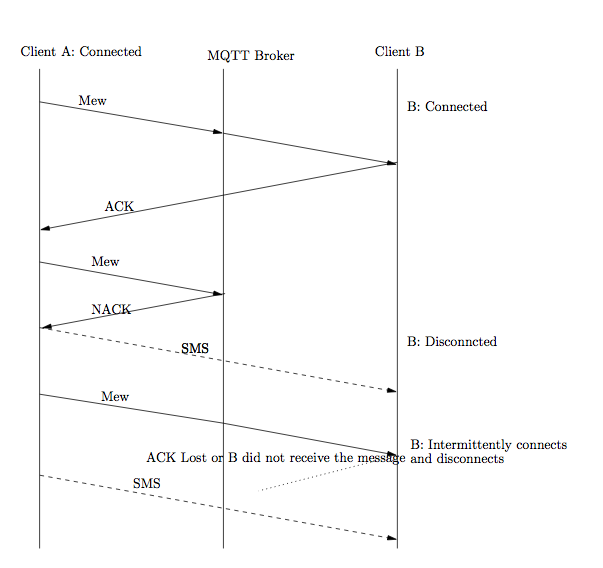 Client A: Connected
MQTT Broker
Client B
Mew
B: Connected
ACK
Mew
NACK
B: Disconncted
SMS
Mew
B: Intermittently connects
and disconnects
ACK Lost or B did not receive the message
SMS